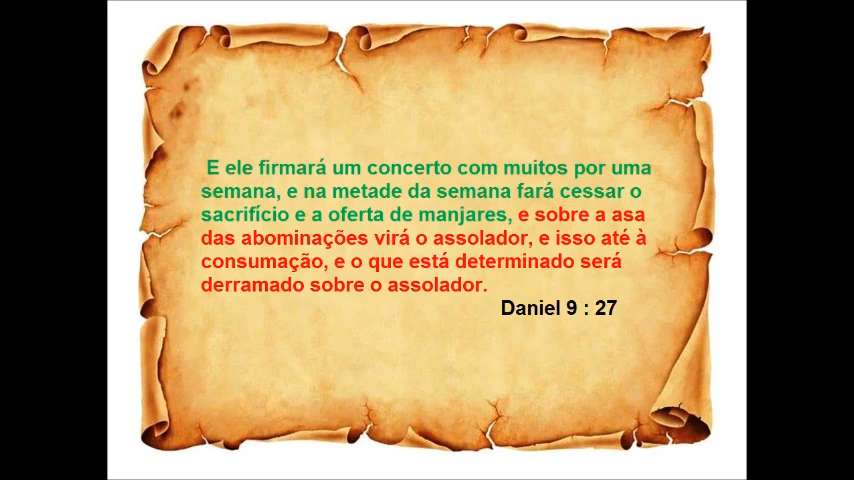 E ele firmará um concerto com muitos por uma
semana, e na metade da semana fará cessar o
sacrifício e a oferta de manjares, e sobre a asa
das abominações virá o assolador, e isso até à
consumação, e o que está determinado será
derramado sobre o assolador.
Daniel 9 : 27